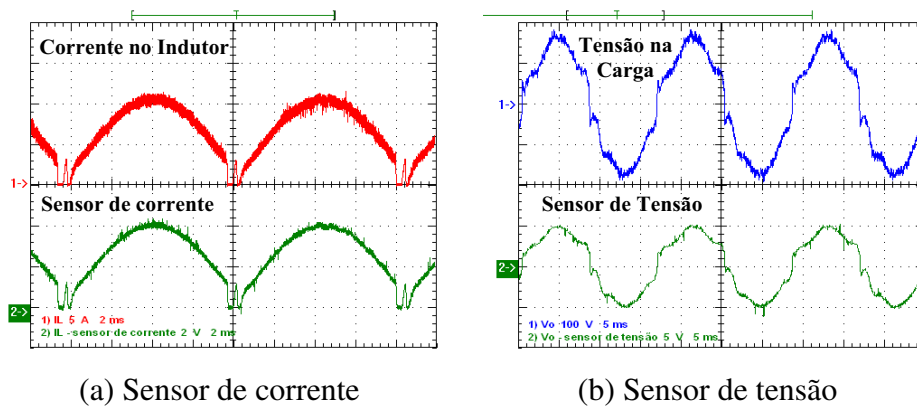 Corrente no Indutor
1->
Sensor de corrente
2->
1) IL 5 A 2 ms
2) IL - sensor de corrente 2 V 2 ms
(a) Sensor de corrente
T
Tensão na
Carga
1->
Sensor de Tensão
2->
1) Vo 100 V 5 ms
2) Vo - sensor de tensão 5 V 5 ms
(b) Sensor de tensão